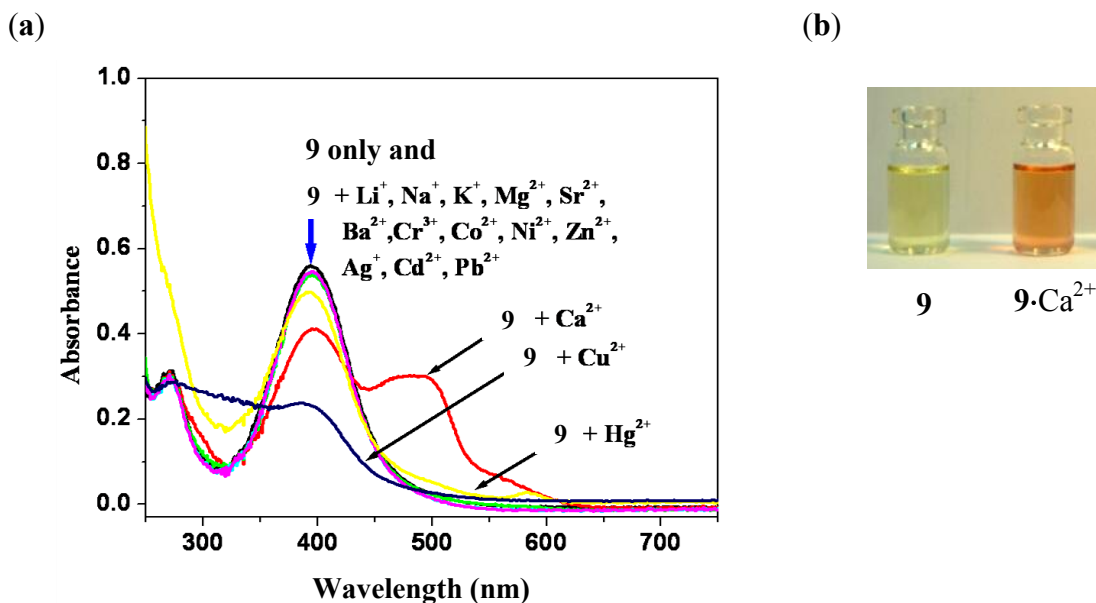 (a)
(b)
1.0
0.8
0.6
0.4
0.2
0.0
Absorbance
9 only and
9 + Li⁺, Na⁺, K⁺, Mg²⁺, Sr²⁺,
Ba²⁺,Cr³⁺, Co²⁺, Ni²⁺, Zn²⁺,
Ag⁺, Cd²⁺, Pb²⁺
9 + Ca²⁺
9 + Cu²⁺
9 + Hg²⁺
300 400 500 600 700
Wavelength (nm)
9 9·Ca²⁺